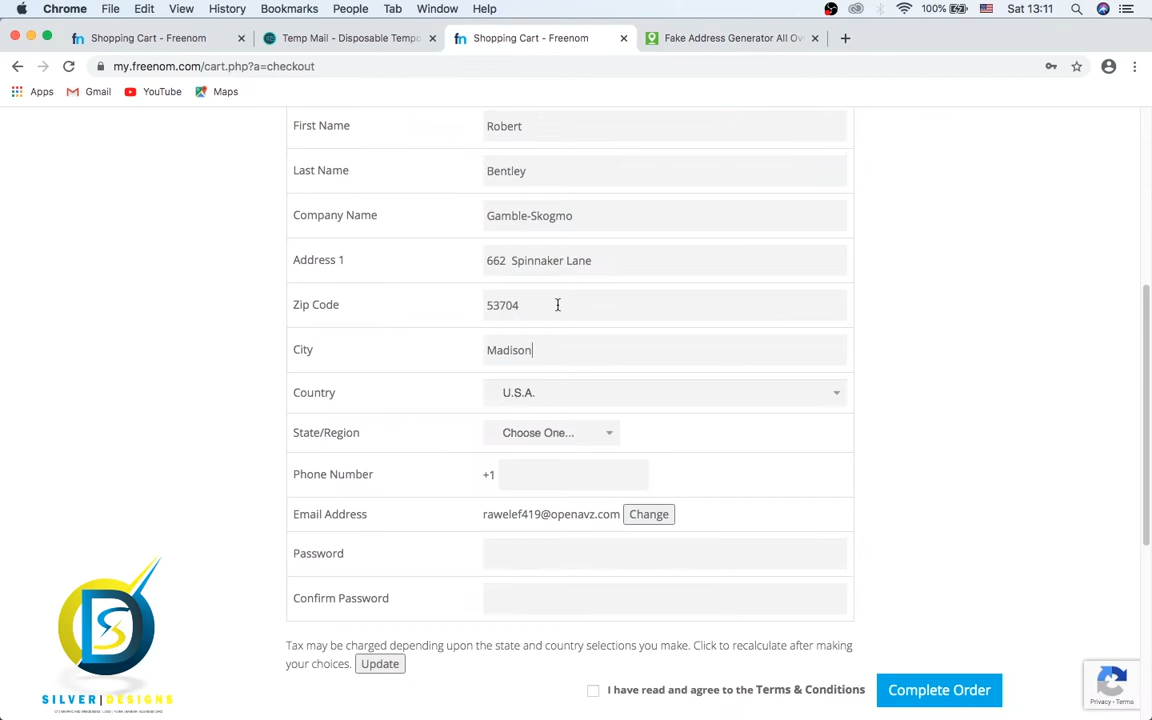 Chrome File Edit View History Bookmarks People Tab Window Help 100% Sat 13:11
fn Shopping Cart - Freenom Temp Mail - Disposable Tempo fn Shopping Cart - Freenom Fake Address Generator All Ov
my.freenom.com/cart.php?a=checkout
Apps Gmail YouTube Maps
First Name Robert
Last Name Bentley
Company Name Gamble-Skogmo
Address 1 662 Spinnaker Lane
Zip Code 53704
City Madison
Country U.S.A.
State/Region Choose One...
Phone Number +1
Email Address rawelef419@openavz.com Change
Password
Confirm Password
Tax may be charged depending upon the state and country selections you make. Click to recalculate after making
your choices. Update
I have read and agree to the Terms & Conditions Complete Order
Privacy - Terms
SILVER|DESIGNS